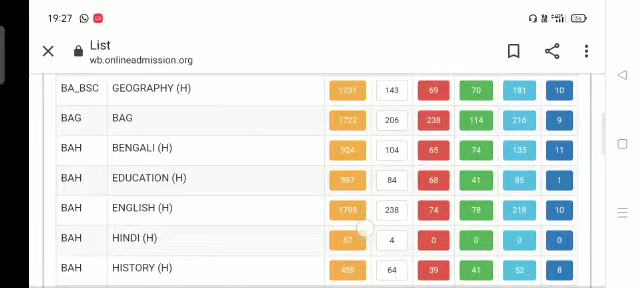 19:27
List
wb.onlineadmission.org
BA_BSC GEOGRAPHY (H) 1231 143 69 70 181 10
BAG BAG 1722 206 238 114 216 9
BAH BENGALI (H) 924 104 65 74 135 11
BAH EDUCATION (H) 597 84 68 41 85 1
BAH ENGLISH (H) 1798 238 74 78 218 10
BAH HINDI (H) 67 4 0 0 0 0
BAH HISTORY (H) 459 64 39 41 52 8